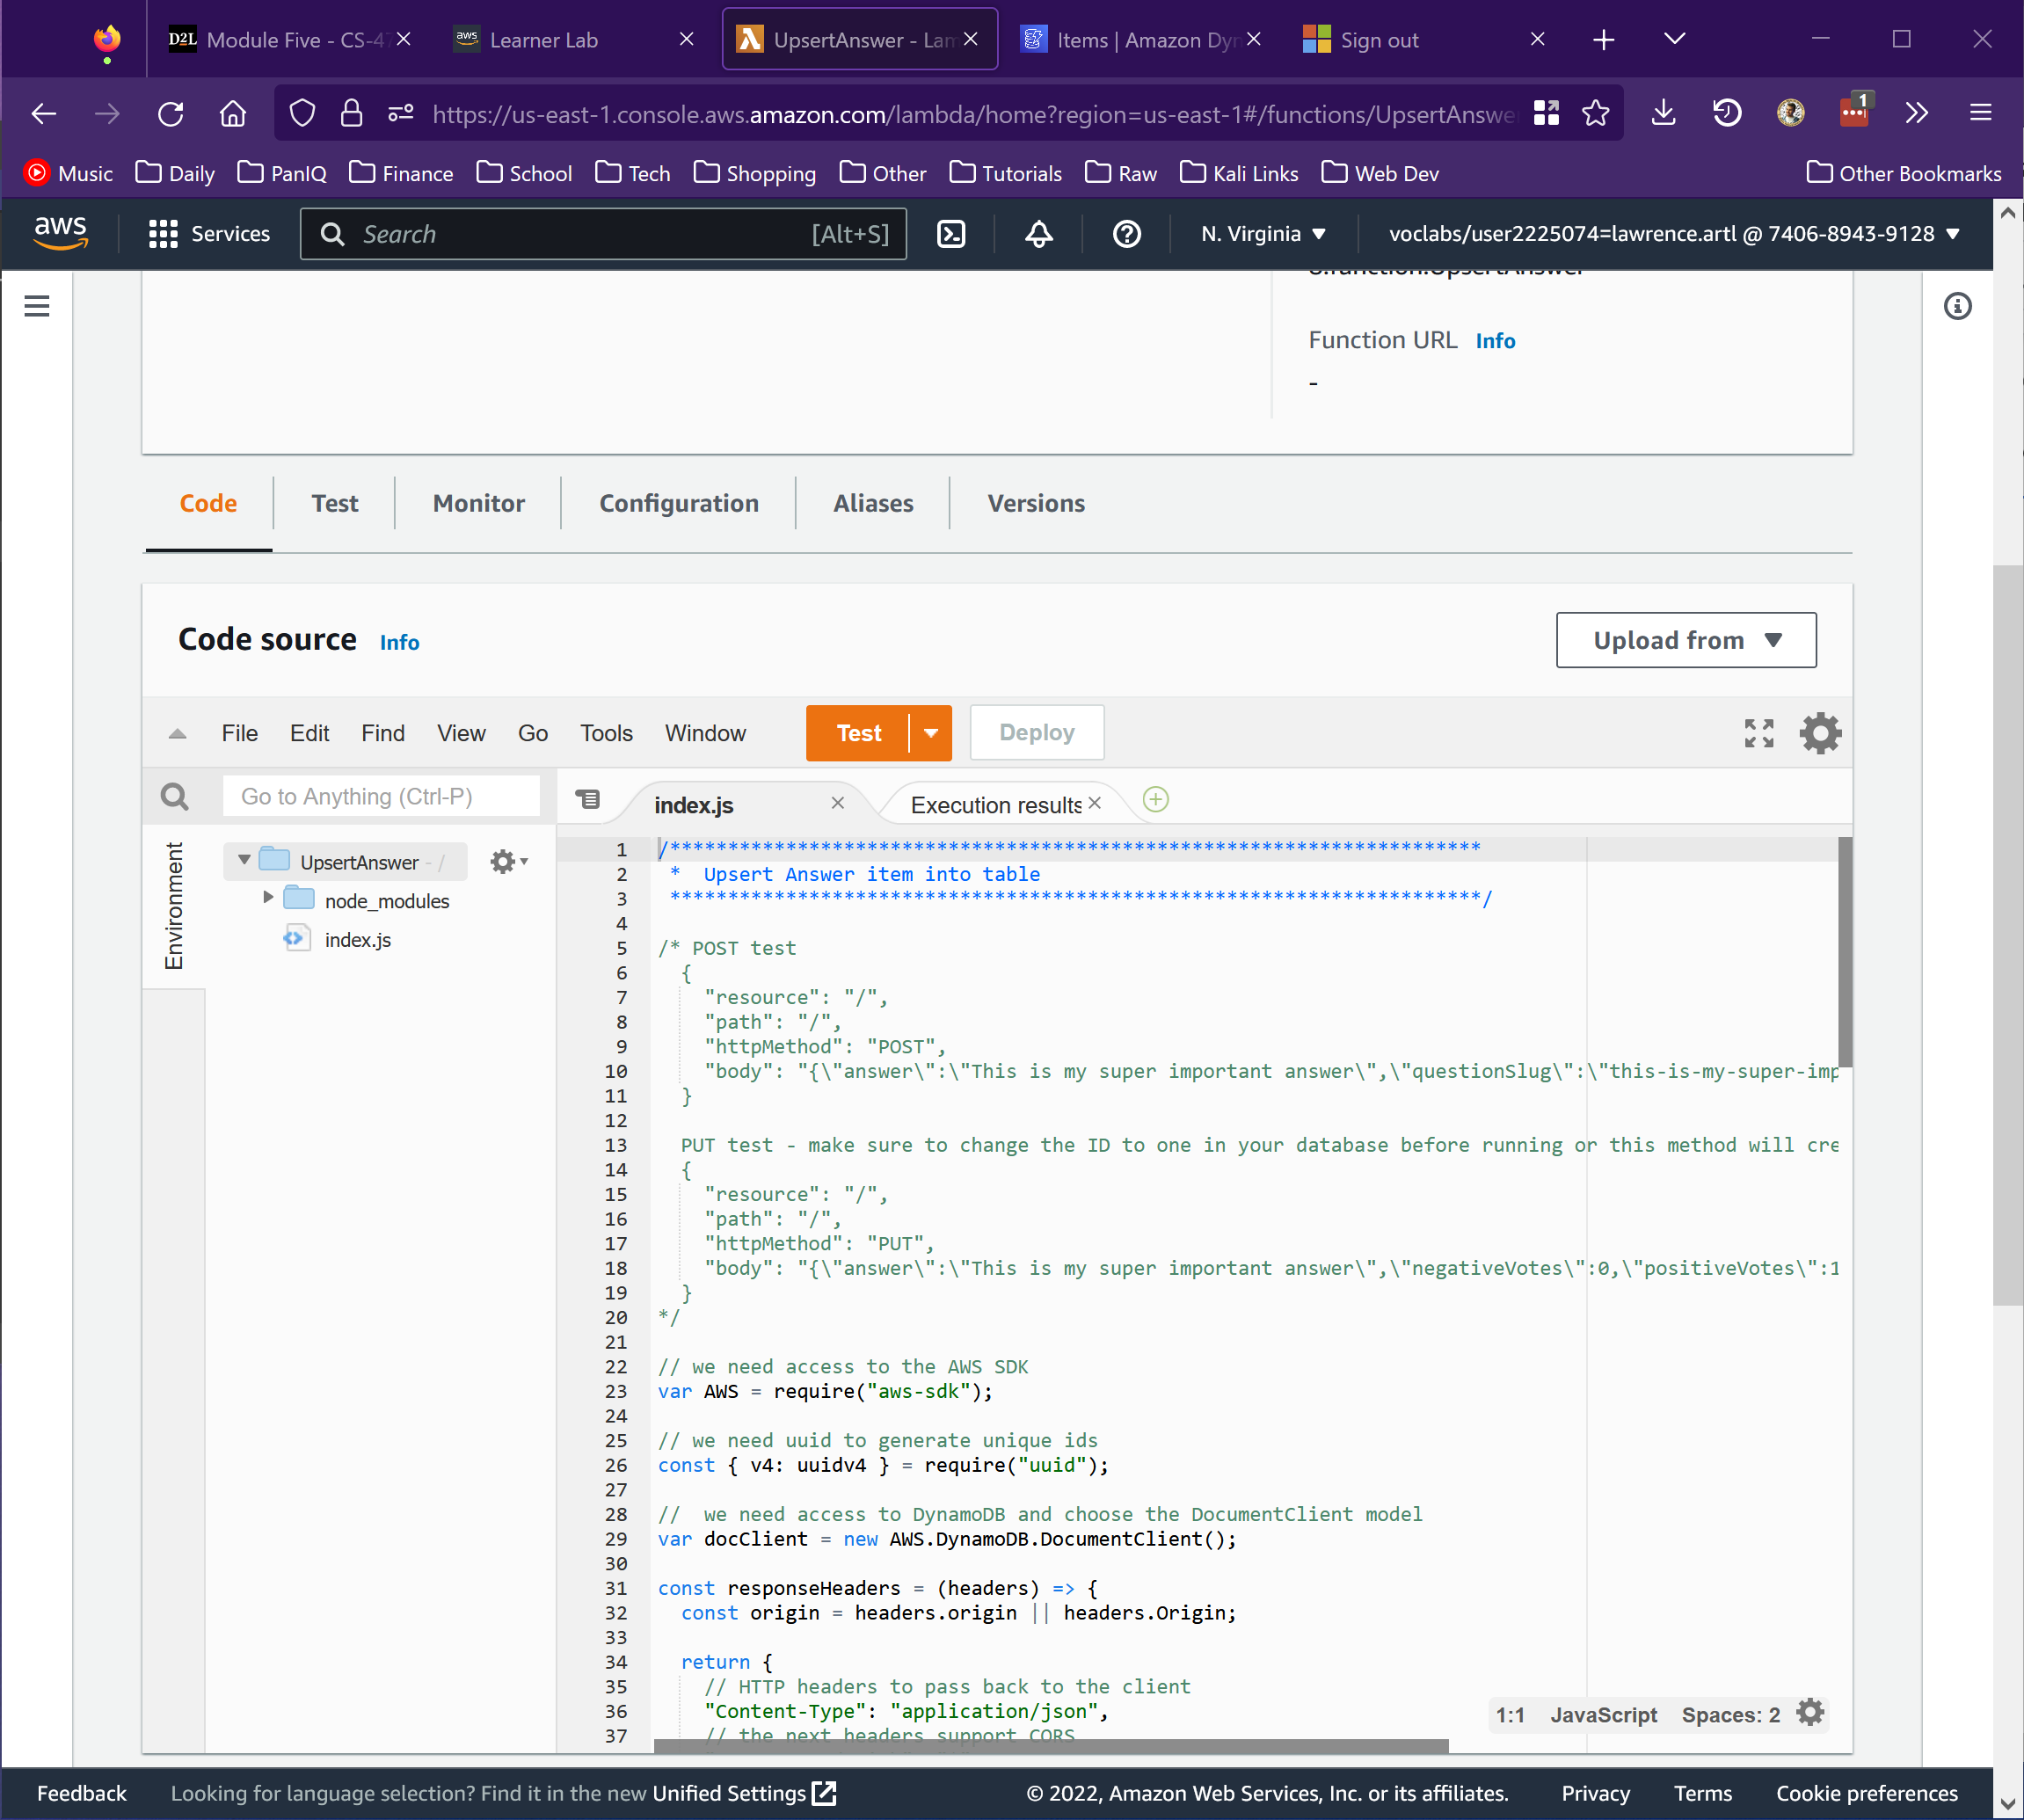 D2L Module Five - CS-47
aws Learner Lab
UpsertAnswer - Lam
Items | Amazon Dyn
Sign out
https://us-east-1.console.aws.amazon.com/lambda/home?region=us-east-1#/functions/UpsertAnswe
1
Music Daily PanIQ Finance School Tech Shopping Other Tutorials Raw Kali Links Web Dev Other Bookmarks
aws Services Search [Alt+S] N. Virginia voclabs/user2225074=lawrence.artl @ 7406-8943-9128
Function URL Info
-
Code Test Monitor Configuration Aliases Versions
Code source Info Upload from
File Edit Find View Go Tools Window Test Deploy
Go to Anything (Ctrl-P) index.js Execution results
Environment
UpsertAnswer - /
node_modules
index.js
1 /**********************************************************************
2 * Upsert Answer item into table
3 **********************************************************************/
4
5 /* POST test
6 {
7 "resource": "/",
8 "path": "/",
9 "httpMethod": "POST",
10 "body": "{\"answer\":\"This is my super important answer\",\"questionSlug\":\"this-is-my-super-imp
11 }
12
13 PUT test - make sure to change the ID to one in your database before running or this method will cre
14 {
15 "resource": "/",
16 "path": "/",
17 "httpMethod": "PUT",
18 "body": "{\"answer\":\"This is my super important answer\",\"negativeVotes\":0,\"positiveVotes\":1
19 }
20 */
21
22 // we need access to the AWS SDK
23 var AWS = require("aws-sdk");
24
25 // we need uuid to generate unique ids
26 const { v4: uuidv4 } = require("uuid");
27
28 // we need access to DynamoDB and choose the DocumentClient model
29 var docClient = new AWS.DynamoDB.DocumentClient();
30
31 const responseHeaders = (headers) => {
32 const origin = headers.origin || headers.Origin;
33
34 return {
35 // HTTP headers to pass back to the client
36 "Content-Type": "application/json",
37 // the next headers support CORS
1:1 JavaScript Spaces: 2
Feedback Looking for language selection? Find it in the new Unified Settings © 2022, Amazon Web Services, Inc. or its affiliates. Privacy Terms Cookie preferences